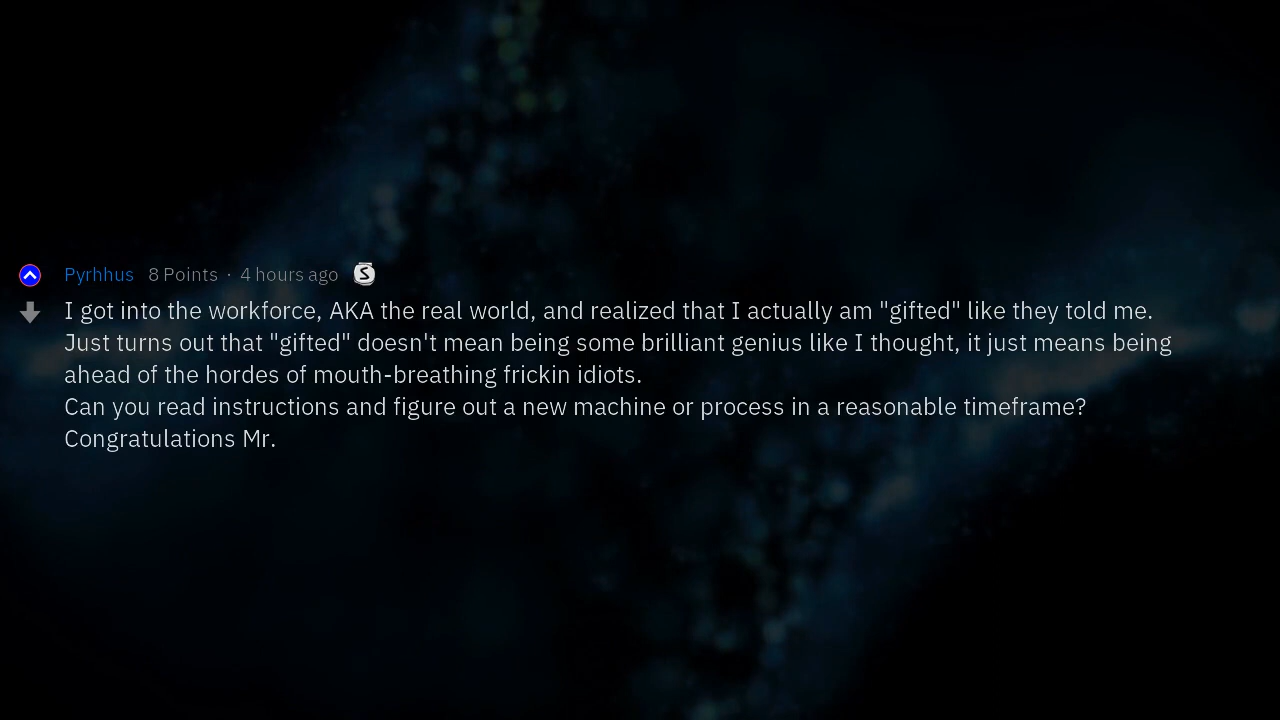 Pyrhhus 8 Points · 4 hours ago S
I got into the workforce, AKA the real world, and realized that I actually am "gifted" like they told me.
Just turns out that "gifted" doesn't mean being some brilliant genius like I thought, it just means being
ahead of the hordes of mouth-breathing frickin idiots.
Can you read instructions and figure out a new machine or process in a reasonable timeframe?
Congratulations Mr.